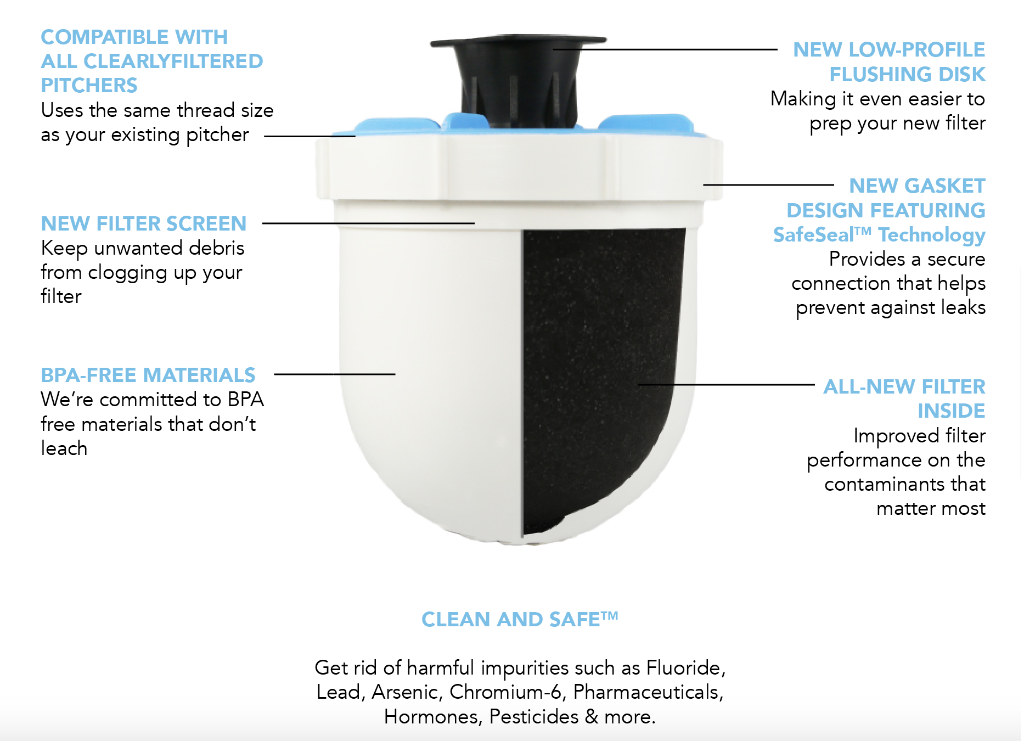 COMPATIBLE WITH
ALL CLEARLYFILTERED
PITCHERS
Uses the same thread size
as your existing pitcher
NEW FILTER SCREEN
Keep unwanted debris
from clogging up your
filter
BPA-FREE MATERIALS
We’re committed to BPA
free materials that don’t
leach
NEW LOW-PROFILE
FLUSHING DISK
Making it even easier to
prep your new filter
NEW GASKET
DESIGN FEATURING
SafeSeal™ Technology
Provides a secure
connection that helps
prevent against leaks
ALL-NEW FILTER
INSIDE
Improved filter
performance on the
contaminants that
matter most
CLEAN AND SAFE™
Get rid of harmful impurities such as Fluoride,
Lead, Arsenic, Chromium-6, Pharmaceuticals,
Hormones, Pesticides & more.